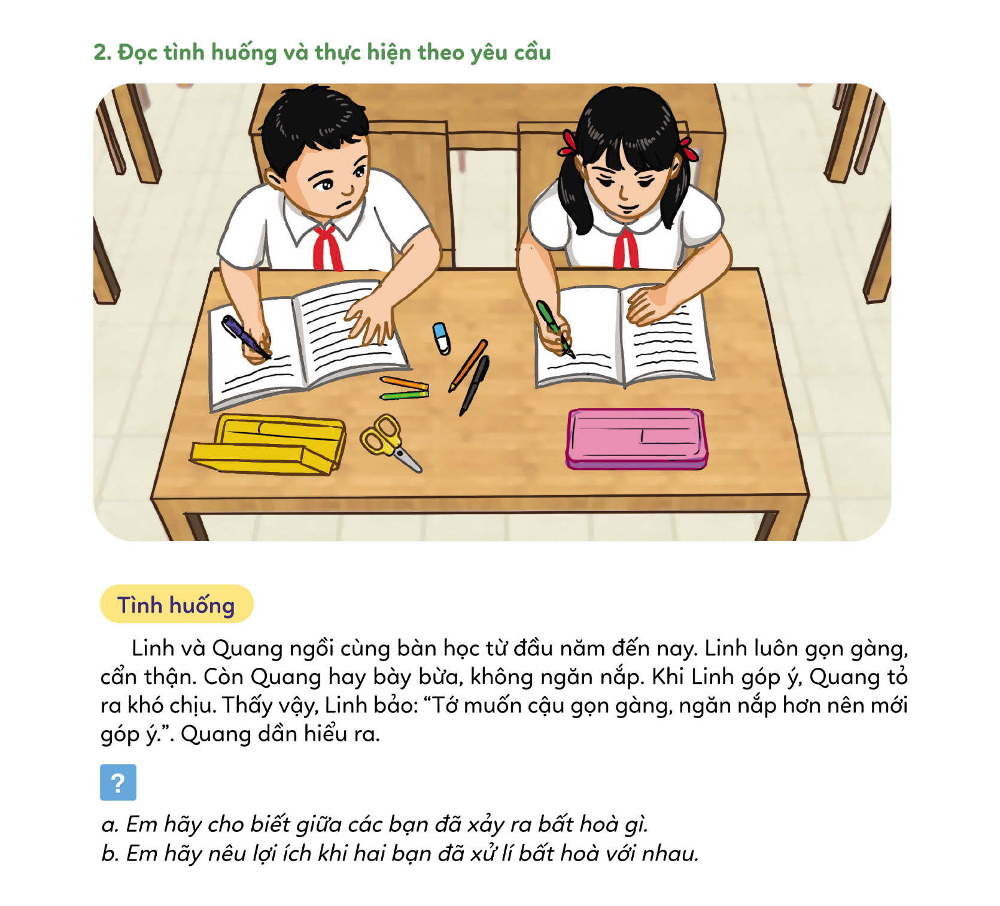 2. Đọc tình huống và thực hiện theo yêu cầu
Tình huống
Linh và Quang ngồi cùng bàn học từ đầu năm đến nay. Linh luôn gọn gàng,
cẩn thận. Còn Quang hay bày bừa, không ngăn nắp. Khi Linh góp ý, Quang tỏ
ra khó chịu. Thấy vậy, Linh bảo: “Tớ muốn cậu gọn gàng, ngăn nắp hơn nên mới
góp ý.”. Quang dần hiểu ra.
?
a. Em hãy cho biết giữa các bạn đã xảy ra bất hoà gì.
b. Em hãy nêu lợi ích khi hai bạn đã xử lí bất hoà với nhau.